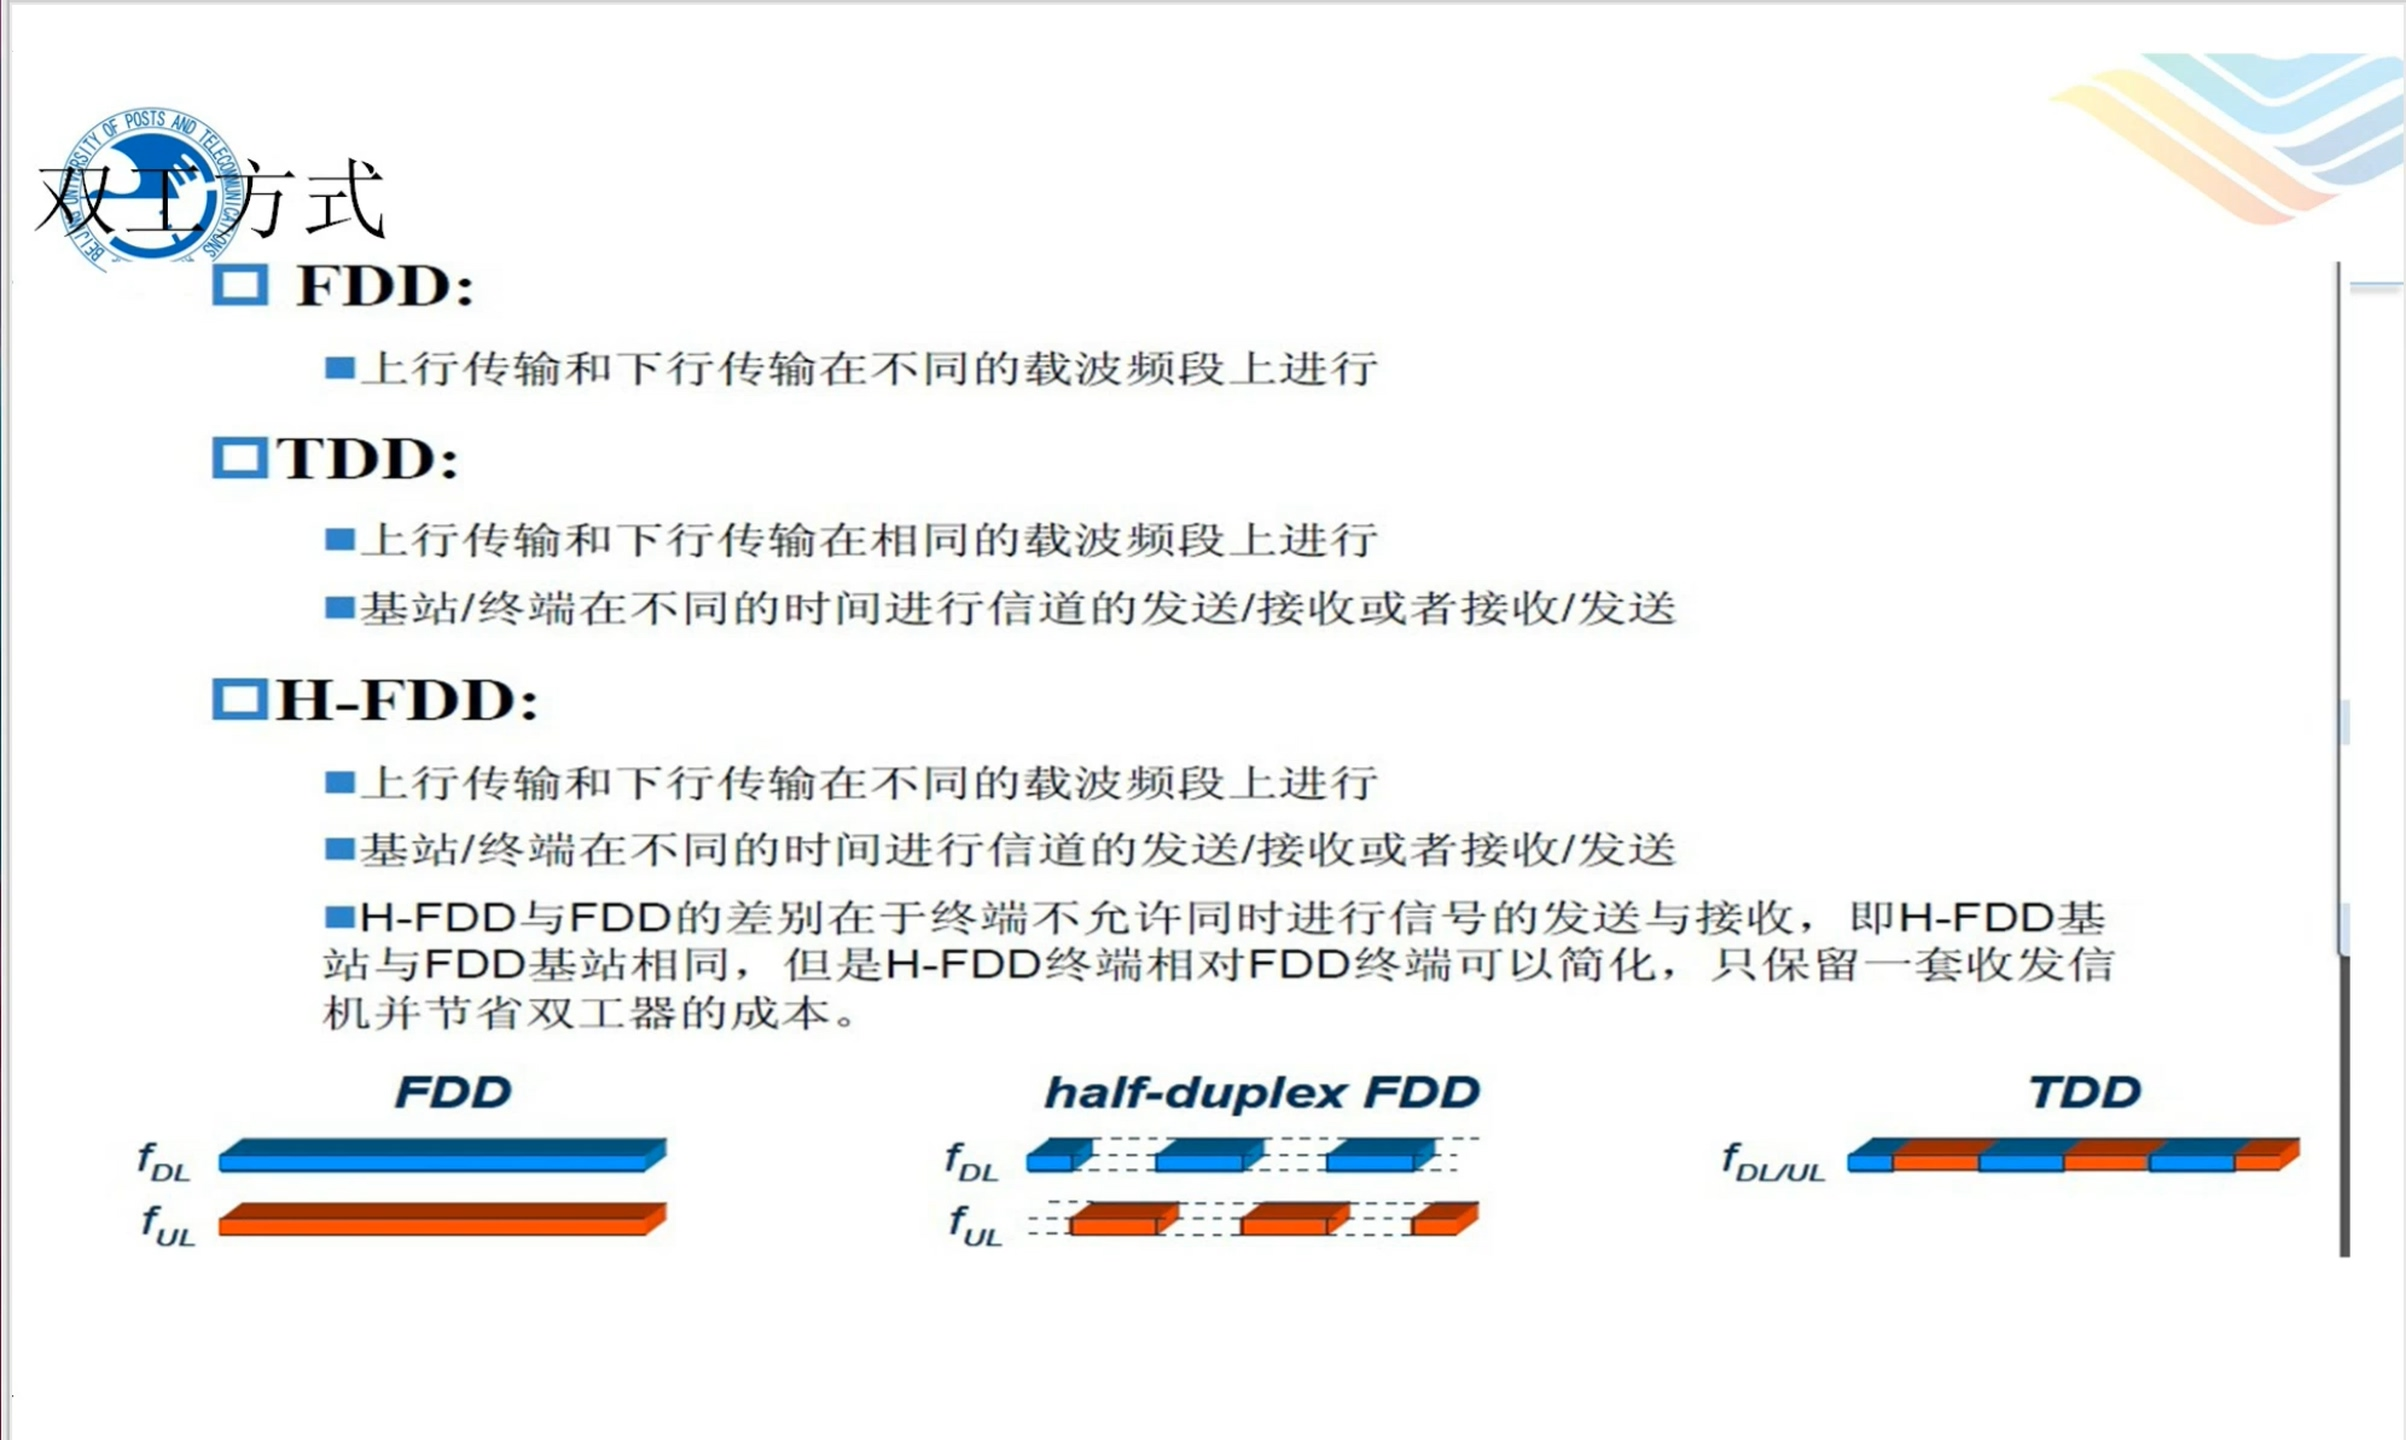 BEIJING UNIVERSITY OF POSTS AND TELECOMMUNICATIONS
双工方式
FDD:
上行传输和下行传输在不同的载波频段上进行
TDD:
上行传输和下行传输在相同的载波频段上进行
基站/终端在不同的时间进行信道的发送/接收或者接收/发送
H-FDD:
上行传输和下行传输在不同的载波频段上进行
基站/终端在不同的时间进行信道的发送/接收或者接收/发送
H-FDD与FDD的差别在于终端不允许同时进行信号的发送与接收，即H-FDD基
站与FDD基站相同，但是H-FDD终端相对FDD终端可以简化，只保留一套收发信
机并节省双工器的成本。
FDD
fDL
fUL
half-duplex FDD
fDL
fUL
TDD
fDL/UL